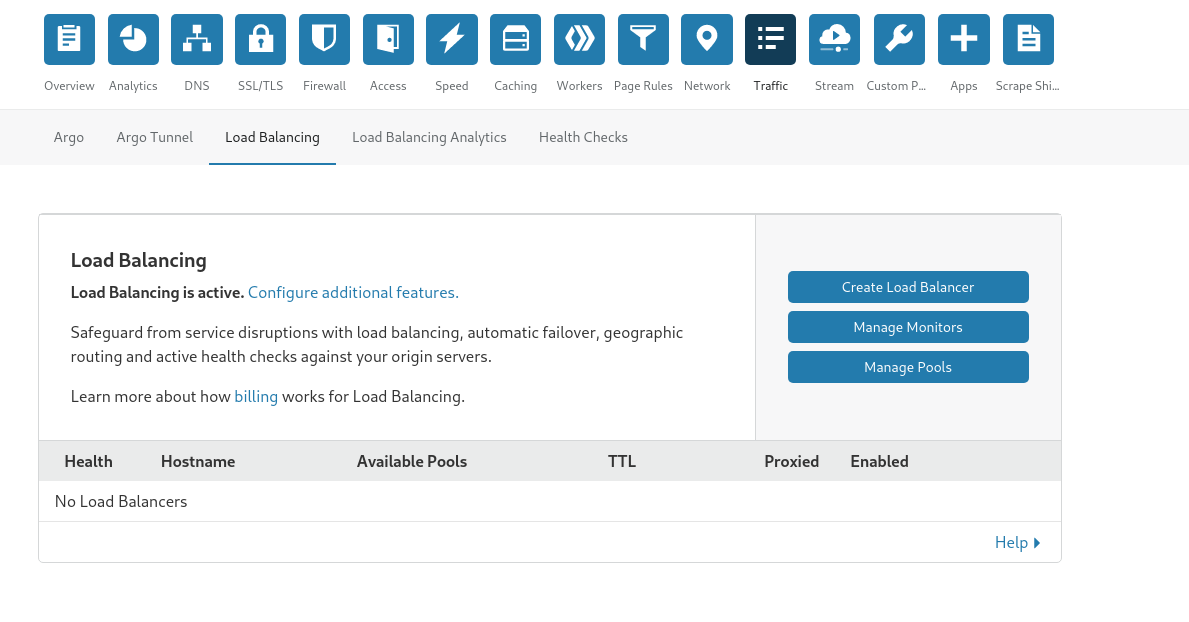 Overview Analytics DNS SSL/TLS Firewall Access Speed Caching Workers Page Rules Network Traffic Stream Custom P... Apps Scrape Shi...
Argo Argo Tunnel Load Balancing Load Balancing Analytics Health Checks
Load Balancing
Load Balancing is active. Configure additional features.
Safeguard from service disruptions with load balancing, automatic failover, geographic
routing and active health checks against your origin servers.
Learn more about how billing works for Load Balancing.
Create Load Balancer
Manage Monitors
Manage Pools
Health Hostname Available Pools TTL Proxied Enabled
No Load Balancers
Help